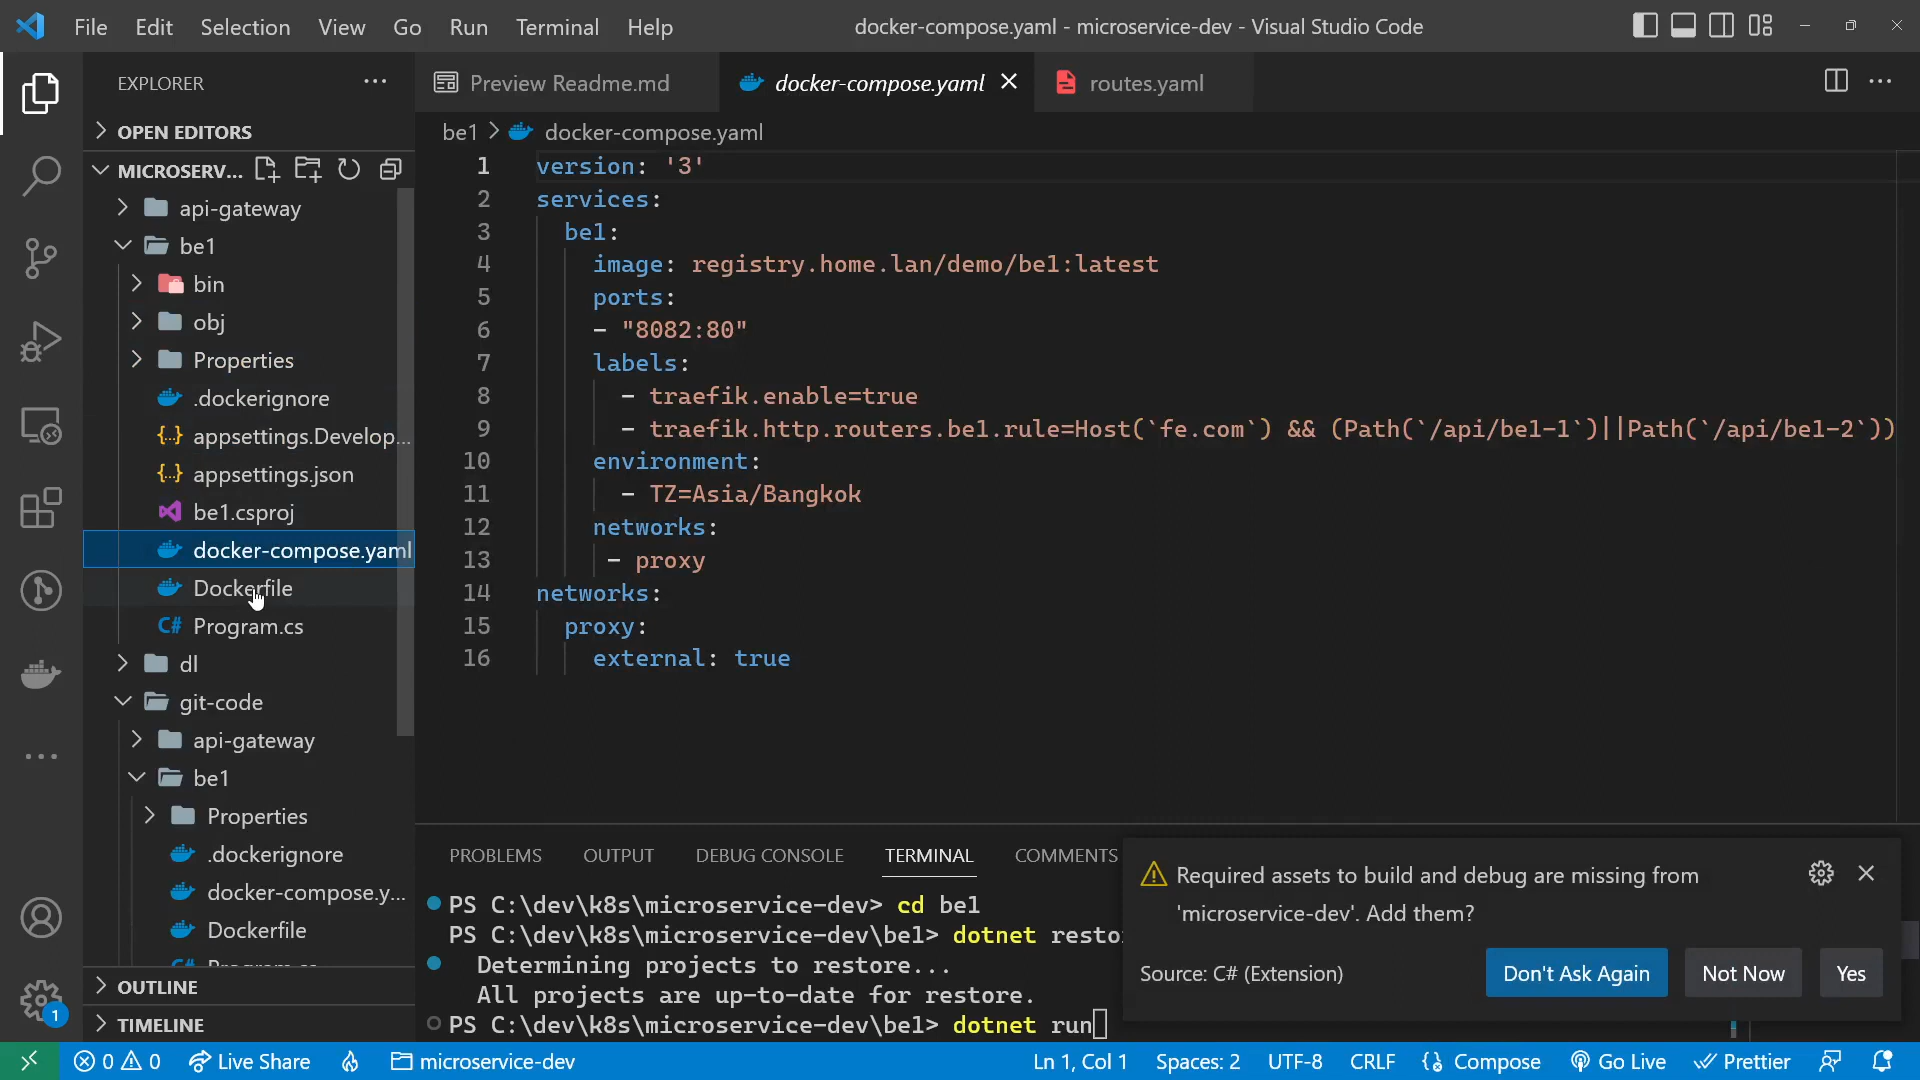 File Edit Selection View Go Run Terminal Help
docker-compose.yaml - microservice-dev - Visual Studio Code
EXPLORER
OPEN EDITORS
MICROSERV...
api-gateway
be1
bin
obj
Properties
.dockerignore
appsettings.Develop...
appsettings.json
be1.csproj
docker-compose.yaml
Dockerfile
C# Program.cs
dl
git-code
api-gateway
be1
Properties
.dockerignore
docker-compose.y...
Dockerfile
OUTLINE
TIMELINE
1
Preview Readme.md
docker-compose.yaml
routes.yaml
be1 > docker-compose.yaml
1 version: '3'
2 services:
3 be1:
4 image: registry.home.lan/demo/be1:latest
5 ports:
6 - "8082:80"
7 labels:
8 - traefik.enable=true
9 - traefik.http.routers.be1.rule=Host(`fe.com`) && (Path(`/api/be1-1`)||Path(`/api/be1-2`))
10 environment:
11 - TZ=Asia/Bangkok
12 networks:
13 - proxy
14 networks:
15 proxy:
16 external: true
PROBLEMS OUTPUT DEBUG CONSOLE TERMINAL COMMENTS
PS C:\dev\k8s\microservice-dev> cd be1
PS C:\dev\k8s\microservice-dev\be1> dotnet resto
Determining projects to restore...
All projects are up-to-date for restore.
PS C:\dev\k8s\microservice-dev\be1> dotnet run
Required assets to build and debug are missing from
'microservice-dev'. Add them?
Source: C# (Extension)
Don't Ask Again
Not Now
Yes
0 0 Live Share microservice-dev
Ln 1, Col 1 Spaces: 2 UTF-8 CRLF Compose Go Live Prettier